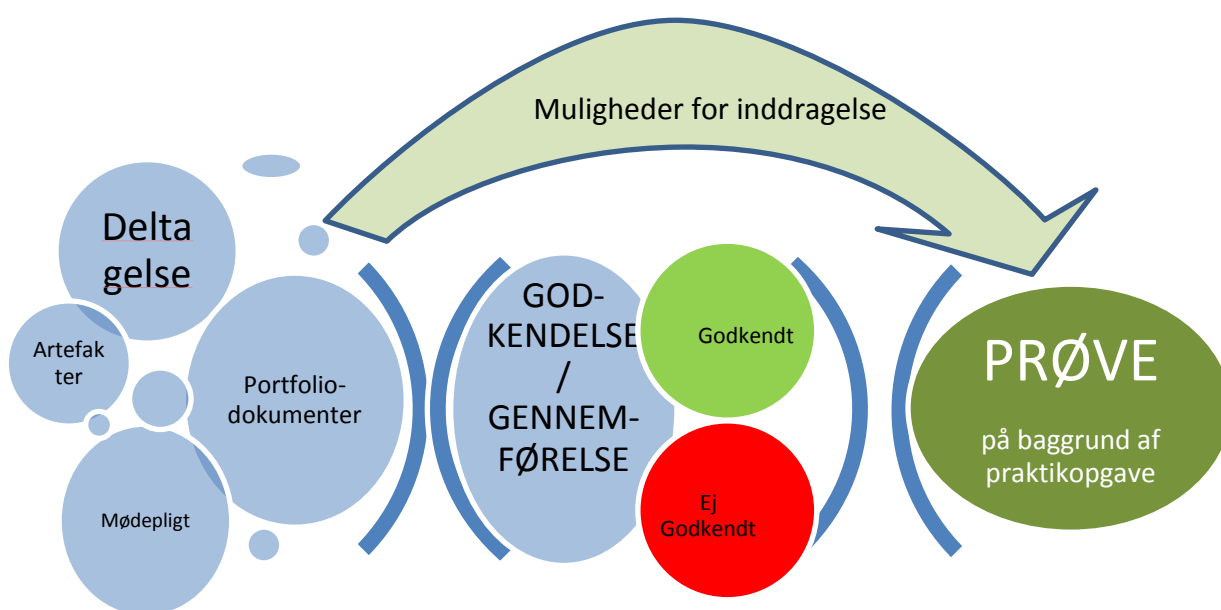 Muligheder for inddragelse
Delta
gelse
Artefak
ter
Portfolio-
dokumenter
Mødepligt
GOD-
KENDELSE
/
GENNEM-
FØRELSE
Godkendt
Ej
Godkendt
PRØVE
på baggrund af
praktikopgave